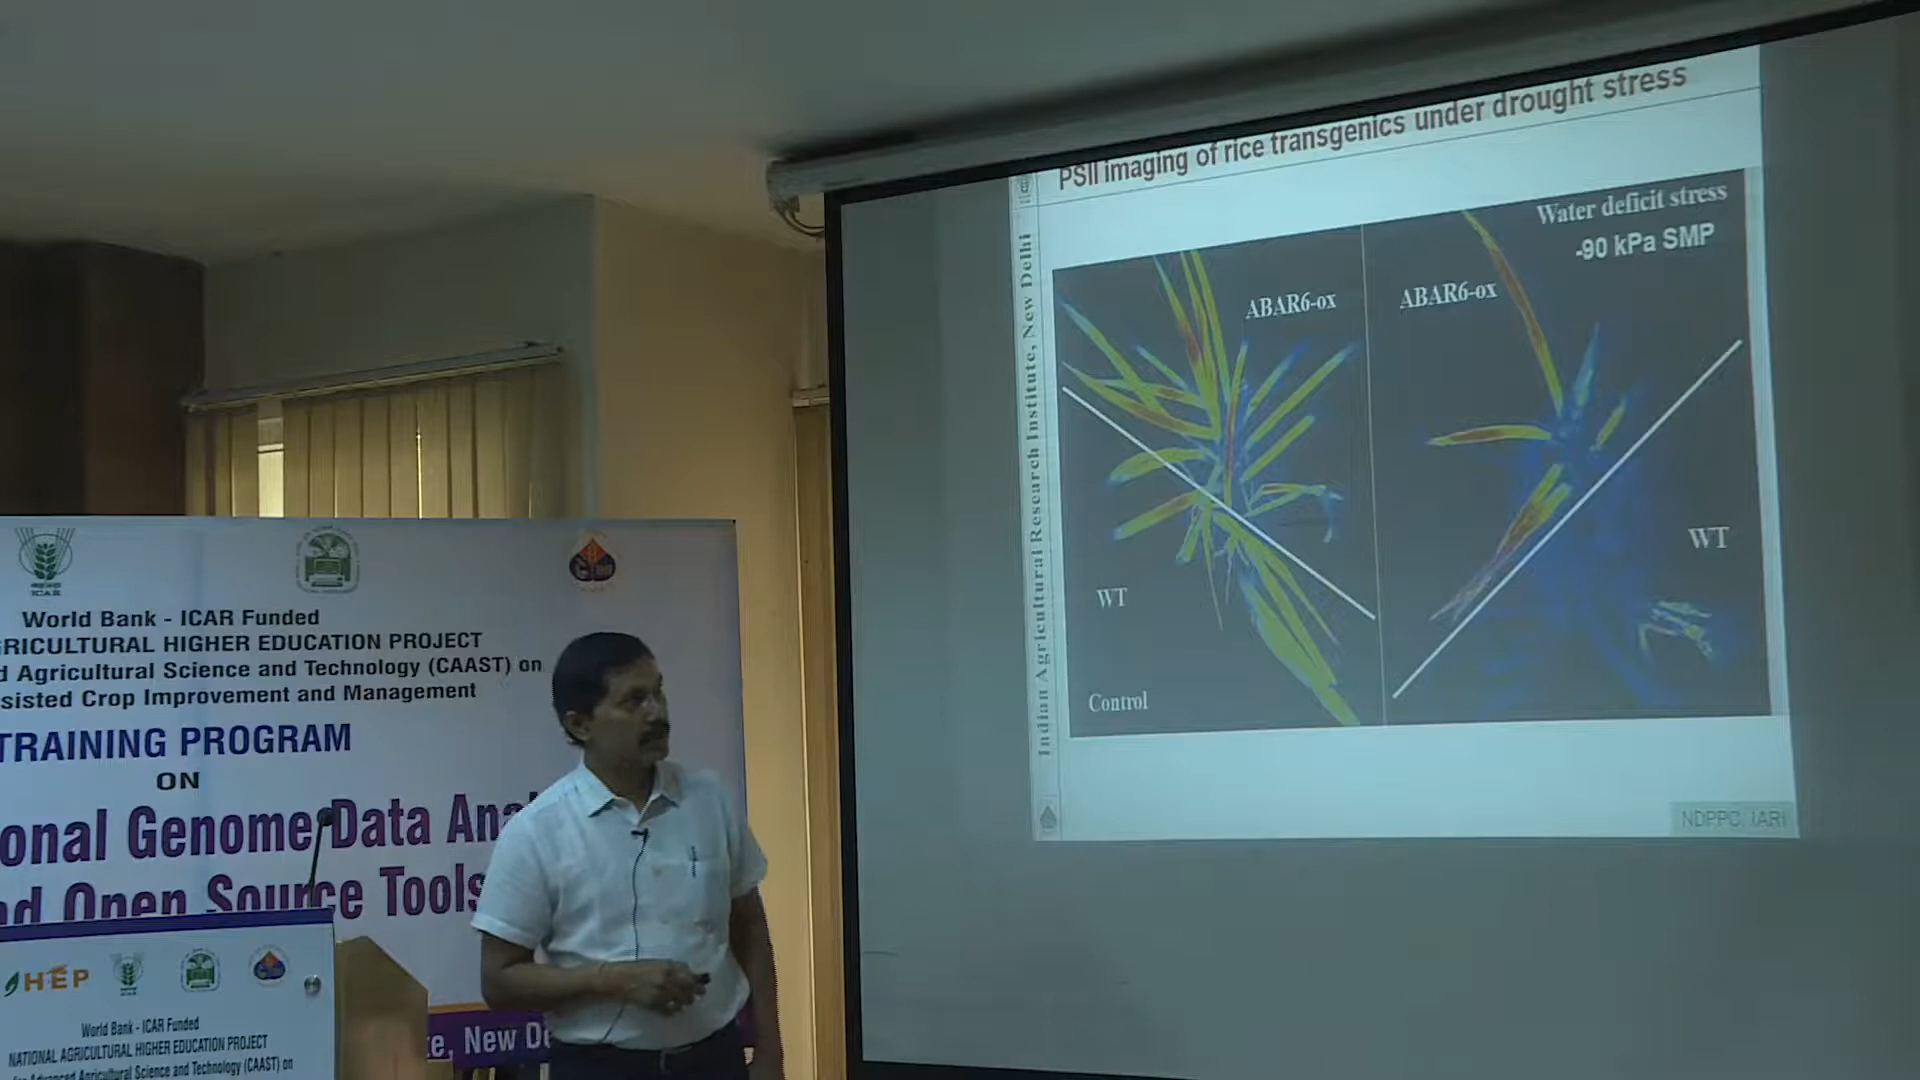 PSII imaging of rice transgenics under drought stress
Indian Agricultural Research Institute, New Delhi
Water deficit stress
-90 kPa SMP
ABAR6-ox
ABAR6-ox
WT
WT
Control
NDPPC, IARI
World Bank - ICAR Funded
GRICULTURAL HIGHER EDUCATION PROJECT
d Agricultural Science and Technology (CAAST) on
sisted Crop Improvement and Management
TRAINING PROGRAM
ON
onal Genome Data Ana
nd Open Source Tools
te, New De
HEP
World Bank - ICAR Funded
NATIONAL AGRICULTURAL HIGHER EDUCATION PROJECT
for Advanced Agricultural Science and Technology (CAAST) on